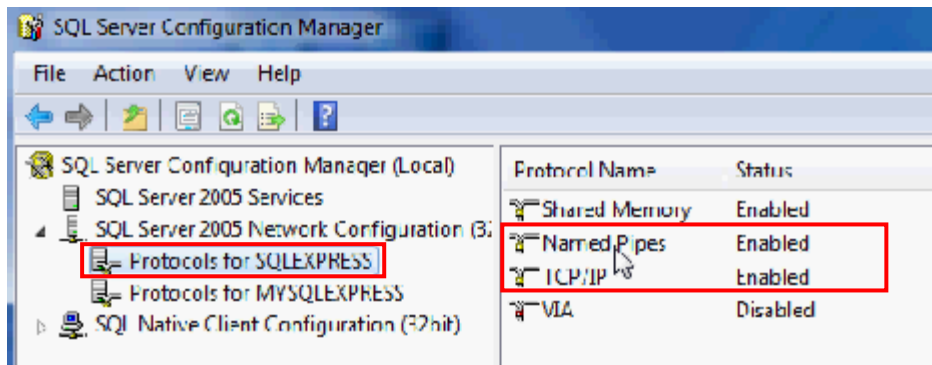 SQL Server Configuration Manager
File Action View Help
SQL Server Configuration Manager (Local)
SQL Server 2005 Services
SQL Server 2005 Network Configuration (32
Protocols for SQLEXPRESS
Protocols for MYSQLEXPRESS
SQL Native Client Configuration (32bit)
Protocol Name Status
Shared Memory Enabled
Named Pipes Enabled
TCP/IP Enabled
VIA Disabled